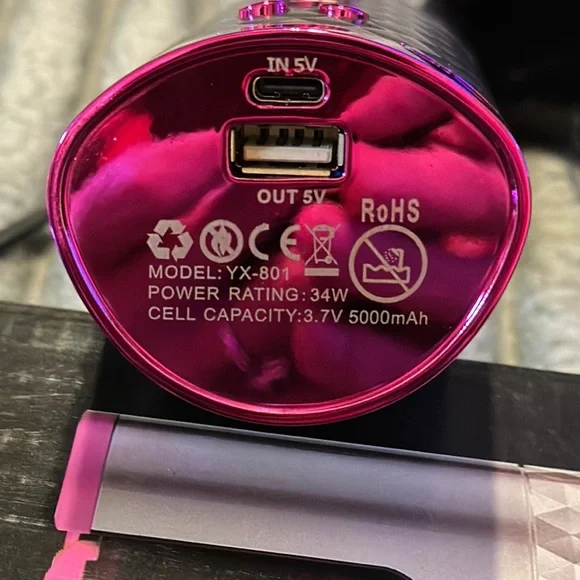 IN 5V
OUT 5V
RoHS
CE
MODEL: YX-801
POWER RATING: 34W
CELL CAPACITY:3.7V 5000mAh